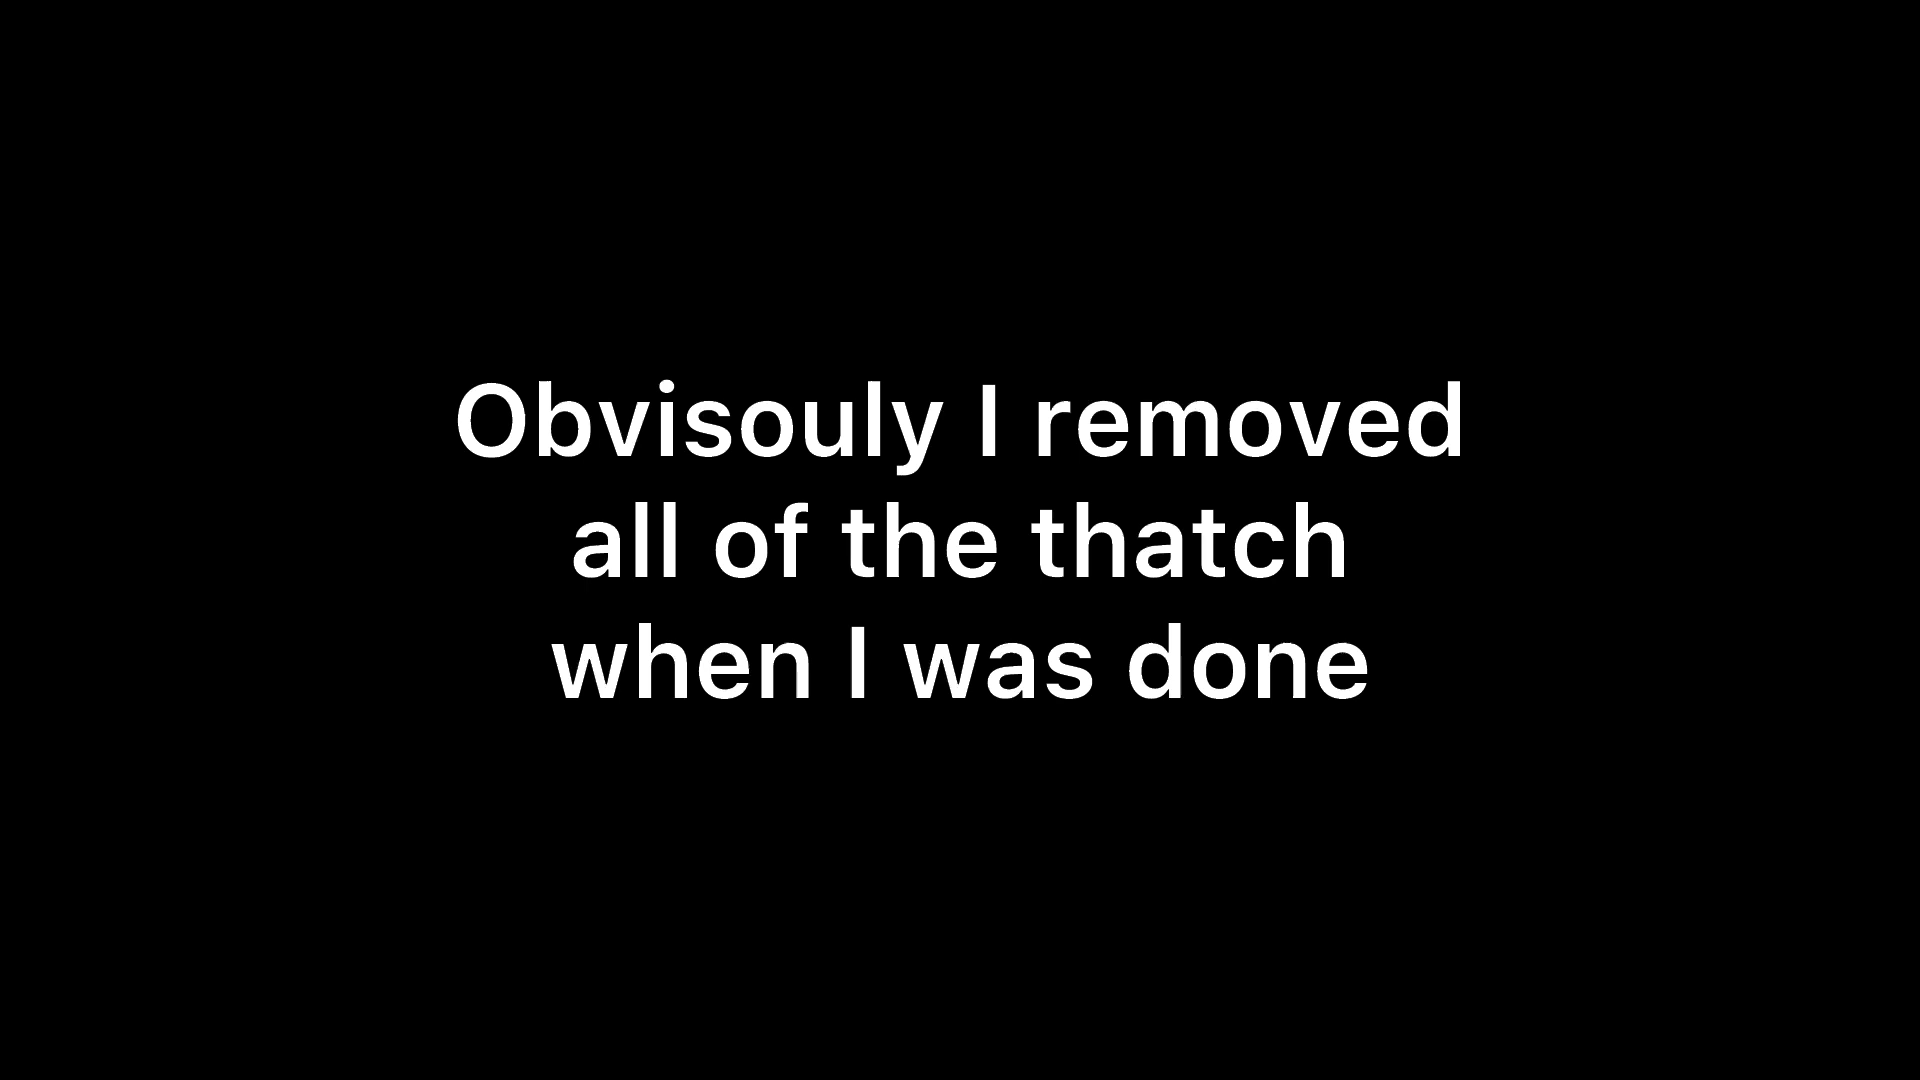 Obvisouly I removed
all of the thatch
when I was done